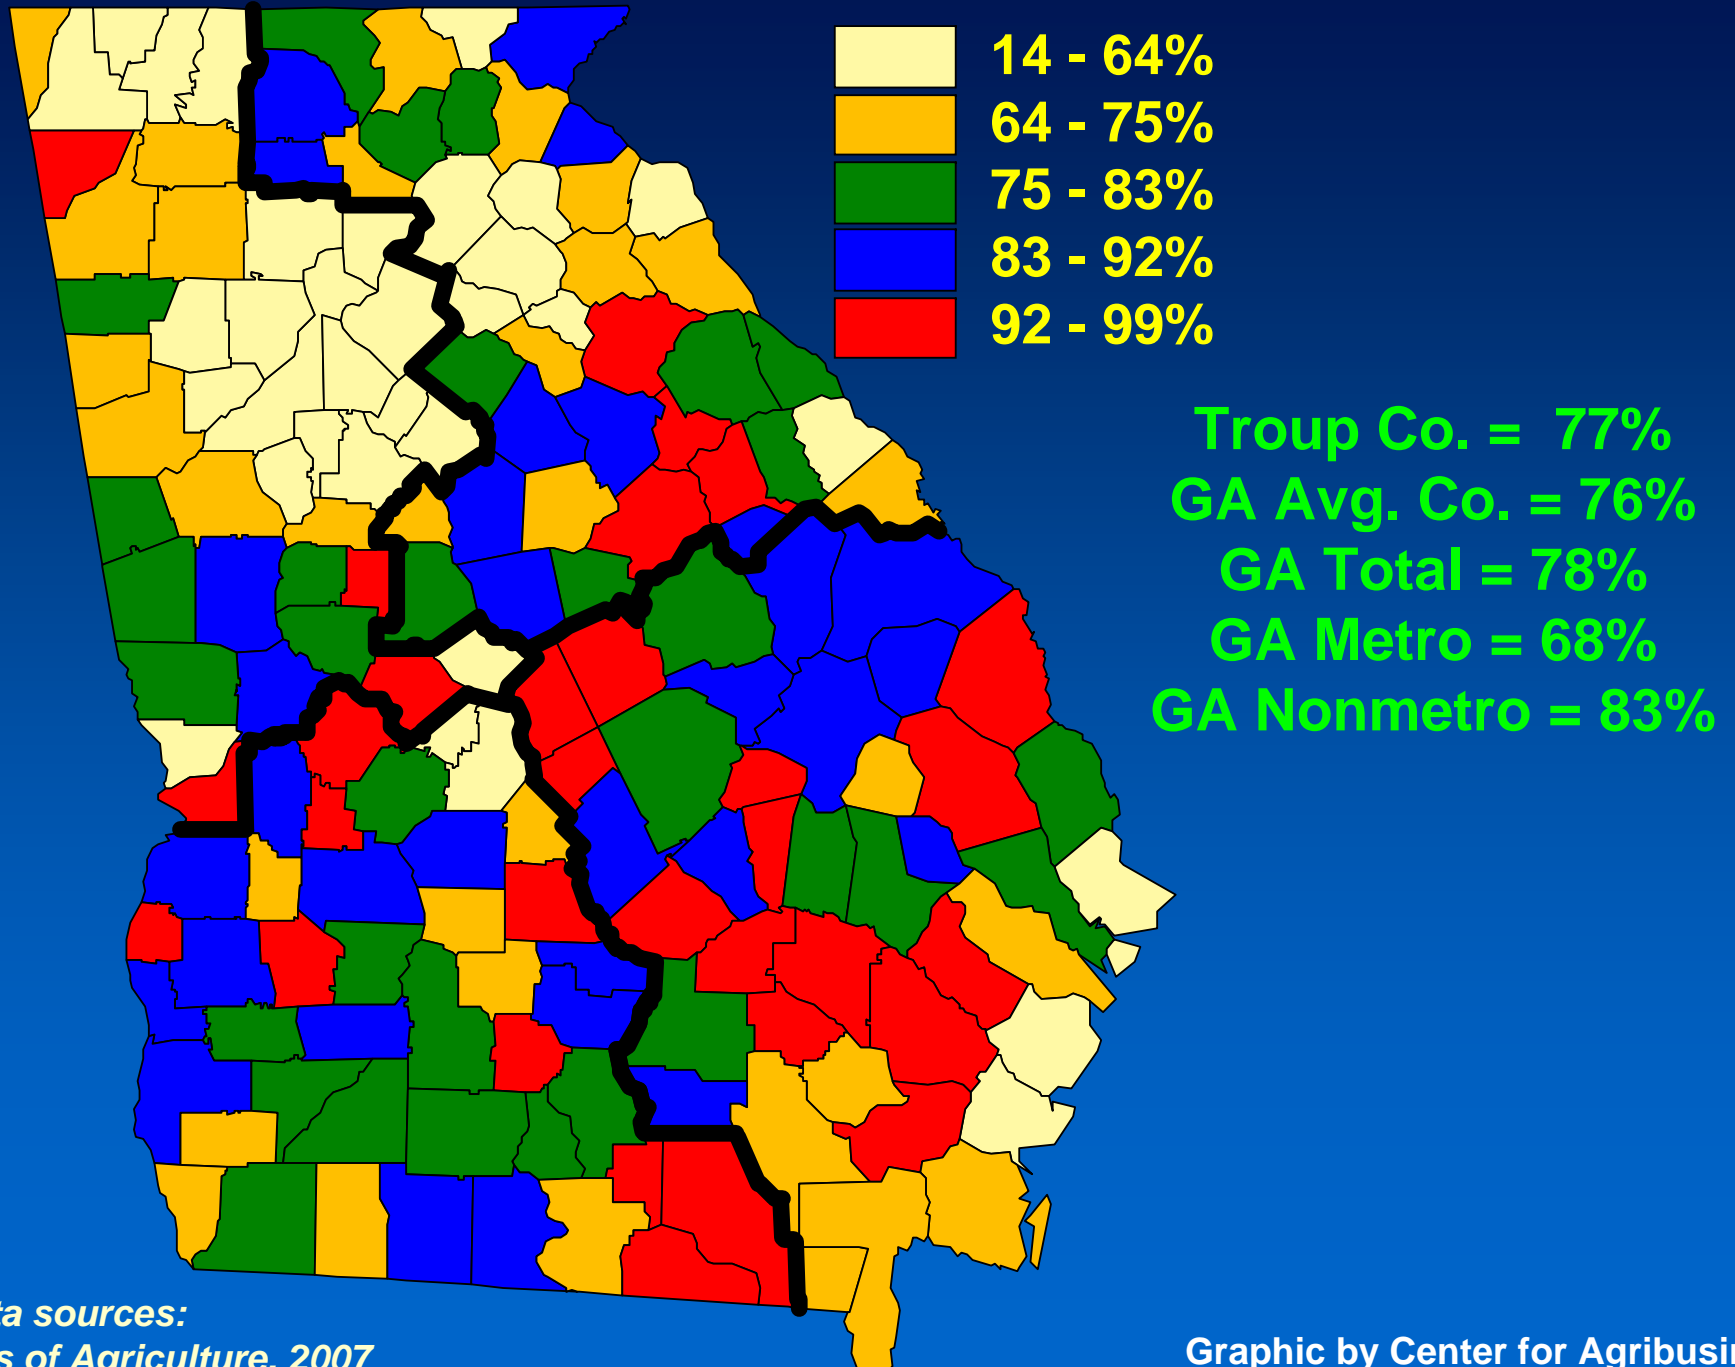 14 - 64%
64 - 75%
75 - 83%
83 - 92%
92 - 99%
Troup Co. = 77%
GA Avg. Co. = 76%
GA Total = 78%
GA Metro = 68%
GA Nonmetro = 83%
sources:
of Agriculture, 2007
Graphic by Center for